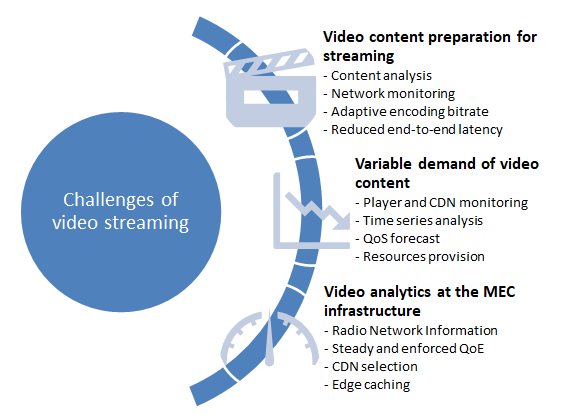 Challenges of
video streaming
Video content preparation for
streaming
- Content analysis
- Network monitoring
- Adaptive encoding bitrate
- Reduced end-to-end latency
Variable demand of video
content
- Player and CDN monitoring
- Time series analysis
- QoS forecast
- Resources provision
Video analytics at the MEC
infrastructure
- Radio Network Information
- Steady and enforced QoE
- CDN selection
- Edge caching